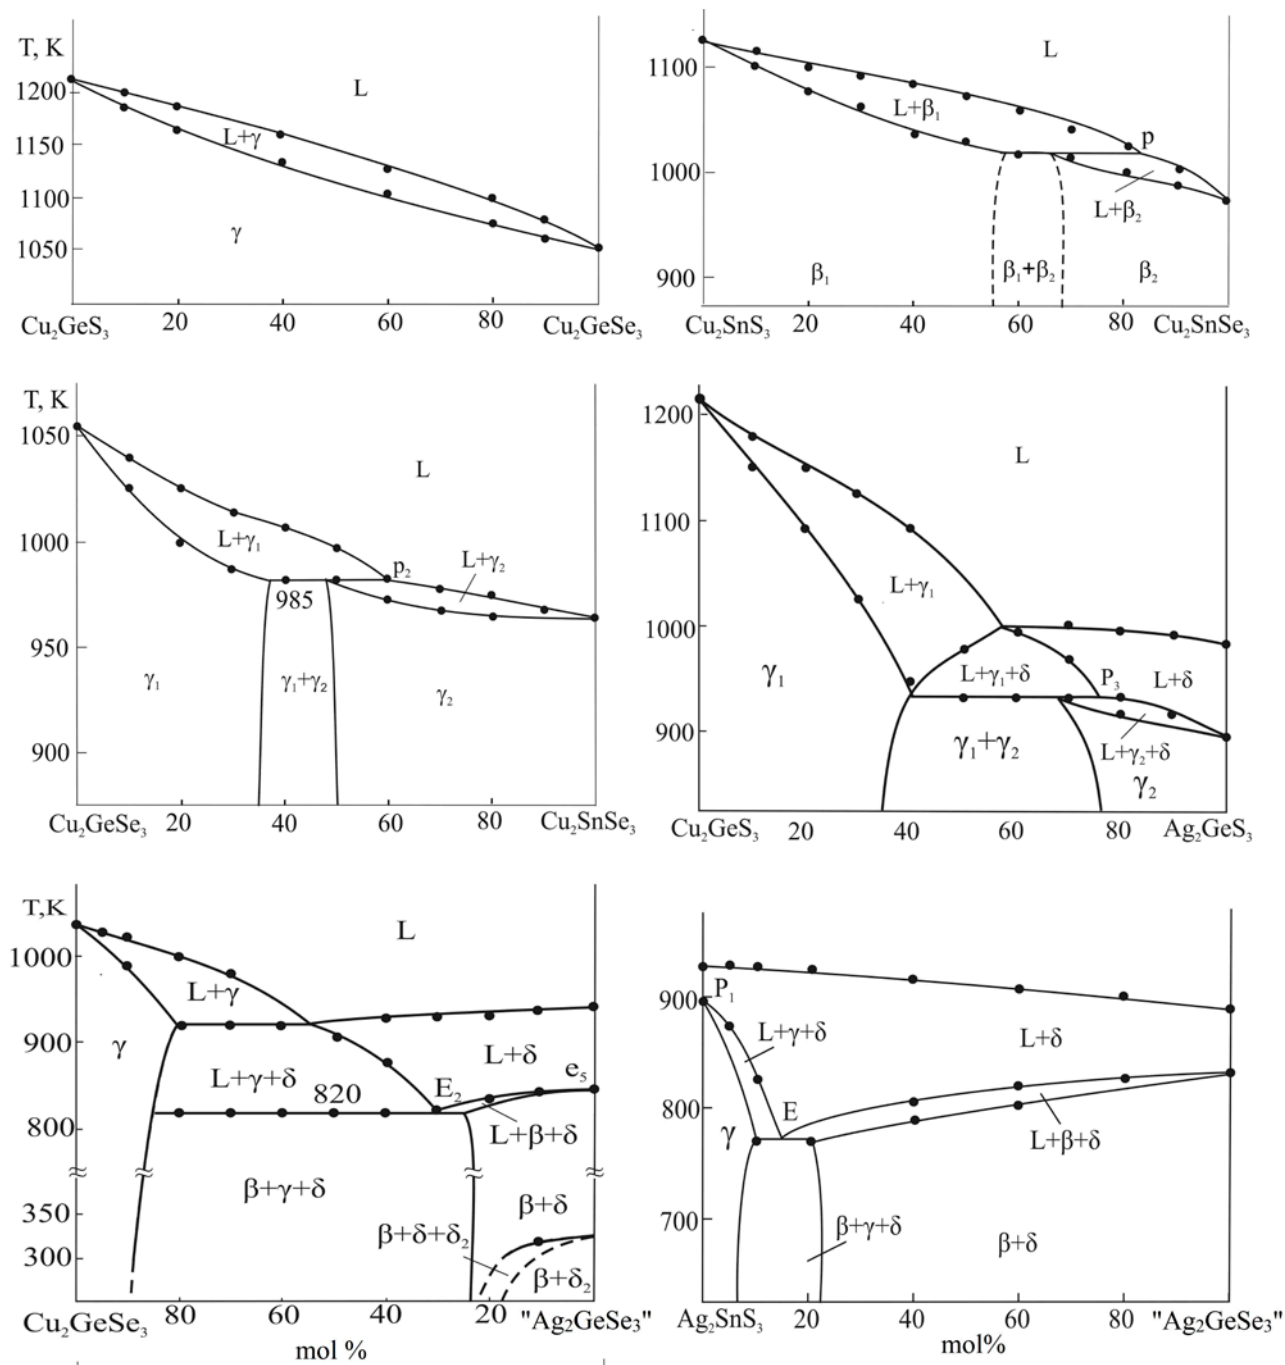 T, K
1200
1150
1100
1050
L
L+γ
γ
Cu₂GeS₃
20
40
80
Cu₂GeSe₃
1100
1000
900
L
L+β₁
p
L+β₂
β₁
β₁+β₂
β₂
Cu₂SnS₃
20
40
60
80
Cu₂SnSe₃
T, K
1050
1000
950
900
L
L+γ₁
p₂
L+γ₂
985
γ₁
γ₁+γ₂
γ₂
Cu₂GeSe₃
20
40
80
Cu₂SnSe₃
1200
1100
1000
900
L
L+γ₁
γ₁
L+γ₁+δ
P₃
L+δ
γ₁+γ₂
L+γ₂+δ
γ₂
Cu₂GeS₃
20
40
60
80
Ag₂GeS₃
T,K
1000
900
800
350
300
L
L+γ
γ
L+δ
L+γ+δ
820
E₂
e₅
L+β+δ
β+γ+δ
β+δ
β+δ+δ₂
β+δ₂
Cu₂GeSe₃
80
60
40
20
"Ag₂GeSe₃"
mol %
900
800
700
P₁
L+γ+δ
L+δ
E
γ
L+β+δ
β+γ+δ
β+δ
Ag₂SnS₃
20
40
60
80
"Ag₂GeSe₃"
mol%